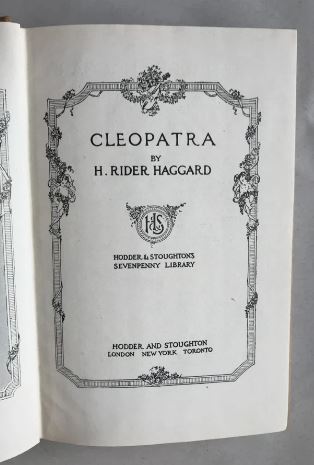 CLEOPATRA
BY
H. RIDER HAGGARD
H&S
HODDER & STOUGHTON'S
SEVENPENNY LIBRARY
HODDER AND STOUGHTON
LONDON NEW YORK TORONTO